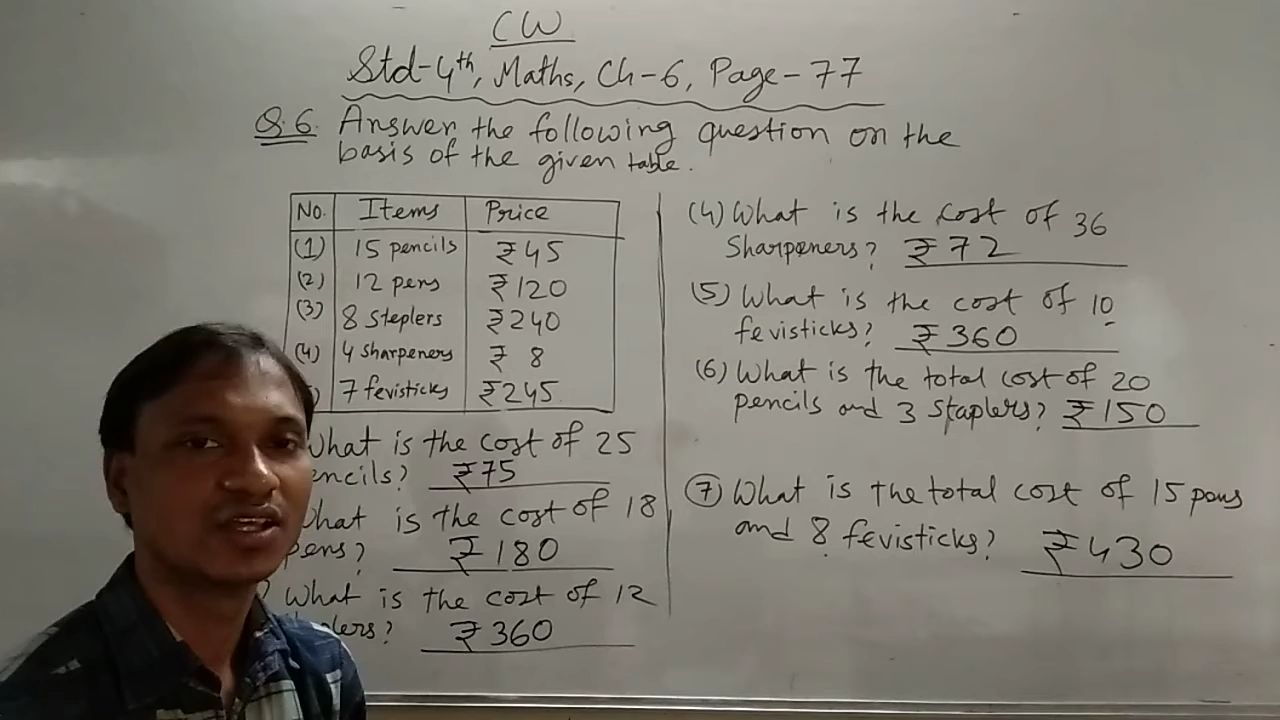 CW
Std-4th, Maths, Ch-6, Page-77
Q.6. Answer the following question on the
basis of the given table.
No. Items Price
(1) 15 pencils ₹45
(2) 12 pens ₹120
(3) 8 Steplers ₹240
(4) 4 sharpeners ₹ 8
) 7 fevisticks ₹245
What is the cost of 25
encils? ₹75
hat is the cost of 18
pens? ₹180
) What is the cost of 12
plers? ₹360
(4) What is the cost of 36
Sharpeners? ₹72
(5) What is the cost of 10
fevisticks? ₹360
(6) What is the total cost of 20
pencils and 3 Staplers? ₹150
(7) What is the total cost of 15 pens
and 8 fevisticks? ₹430